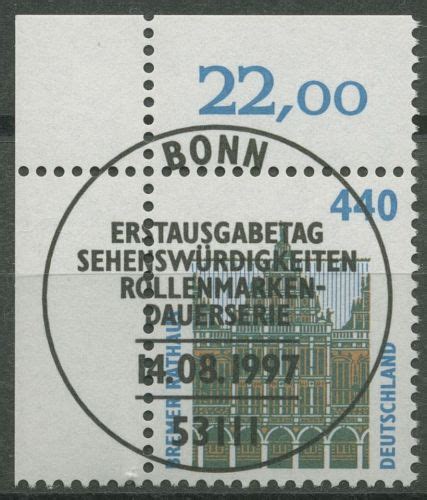 22,00
BONN
440
ERSTAUSGABETAG
SEHENSWÜRDIGKEITEN
ROLLENMARKEN-
DAUERSERIE
14.08.1997
53111
BREMER RATHAUS
DEUTSCHLAND